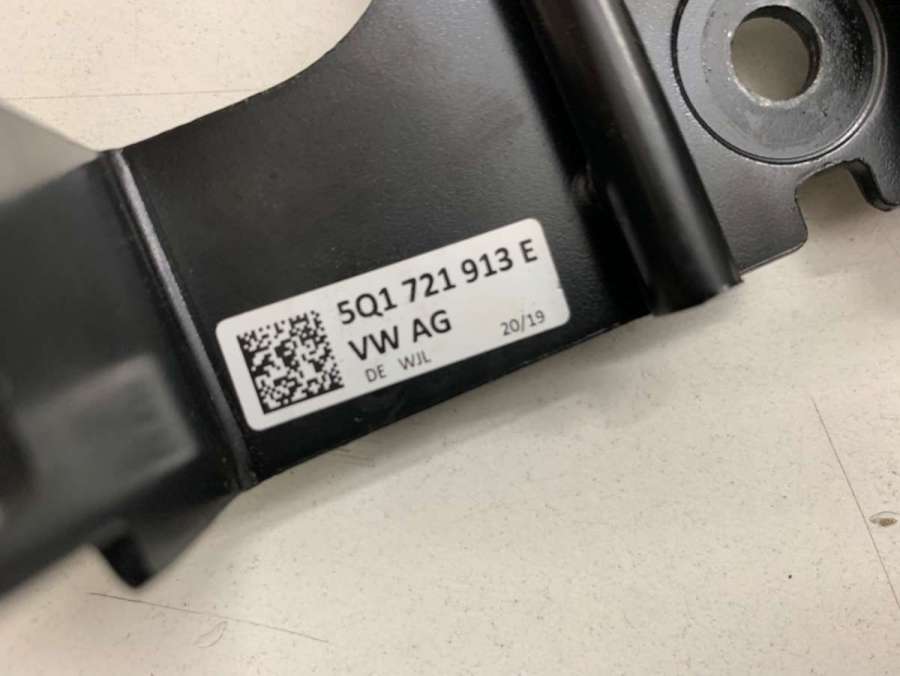 5Q1 721 913 E
VW AG
20/19
DE WJL